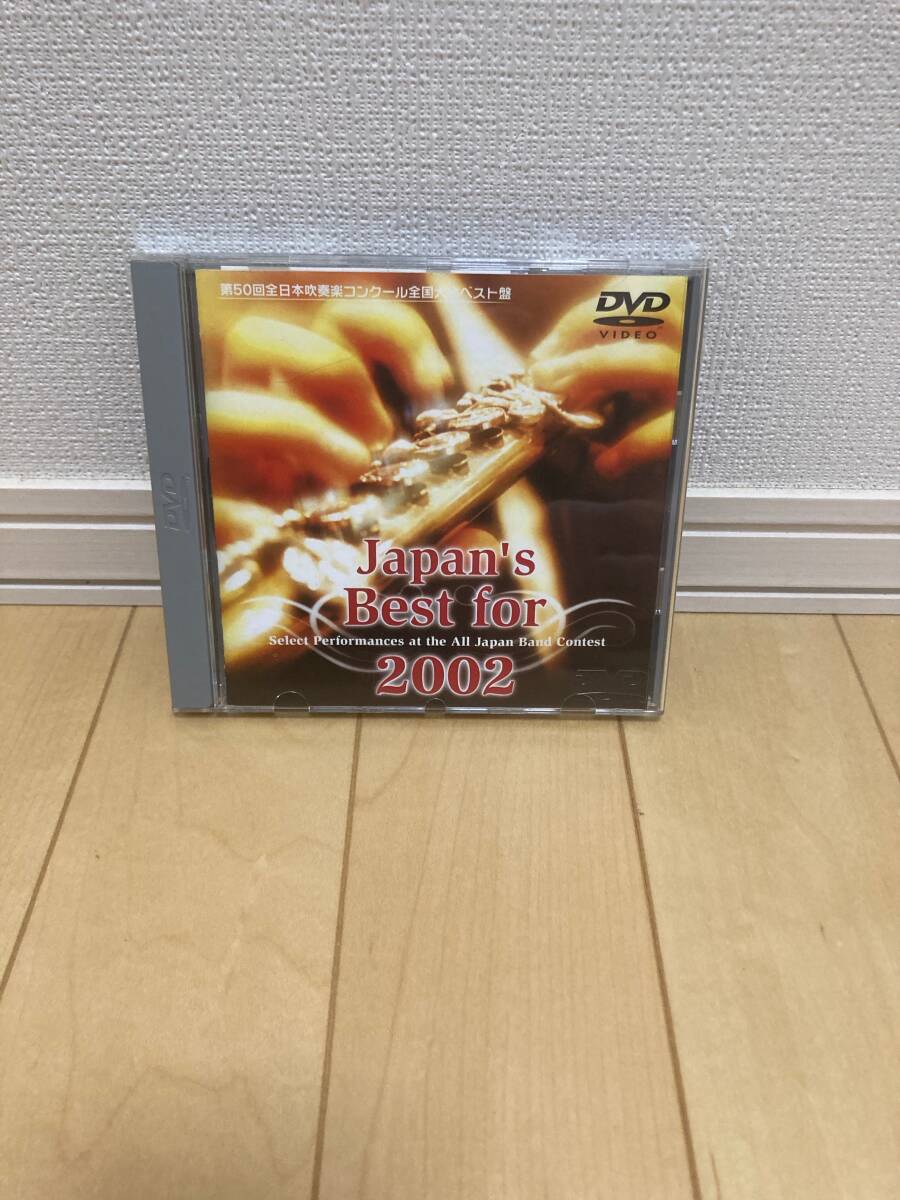 第50回全日本吹奏楽コンクール全国大会ベスト盤
DVD
VIDEO
DVD
Japan's
Best for
Select Performances at the All Japan Band Contest
2002